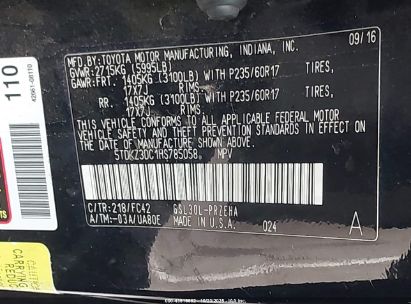 MFD. BY: TOYOTA MOTOR MANUFACTURING, INDIANA, INC.
GVWR: 2715KG (5995LB) 09/16
GAWR: FRT. 1405KG (3100LB) WITH P235/60R17 TIRES,
17X7J RIMS
RR. 1405KG (3100LB) WITH P235/60R17 TIRES,
17X7J RIMS
THIS VEHICLE CONFORMS TO ALL APPLICABLE FEDERAL MOTOR
VEHICLE SAFETY AND THEFT PREVENTION STANDARDS IN EFFECT
ON THE DATE OF MANUFACTURE SHOWN ABOVE.
5TDKZ3DC1HS785058 MPV
C/TR: 218/FC42 GSL30L-PRZEHA
A/TM: -03A/UA80E MADE IN U.S.A. 024 A
110
CARRYING